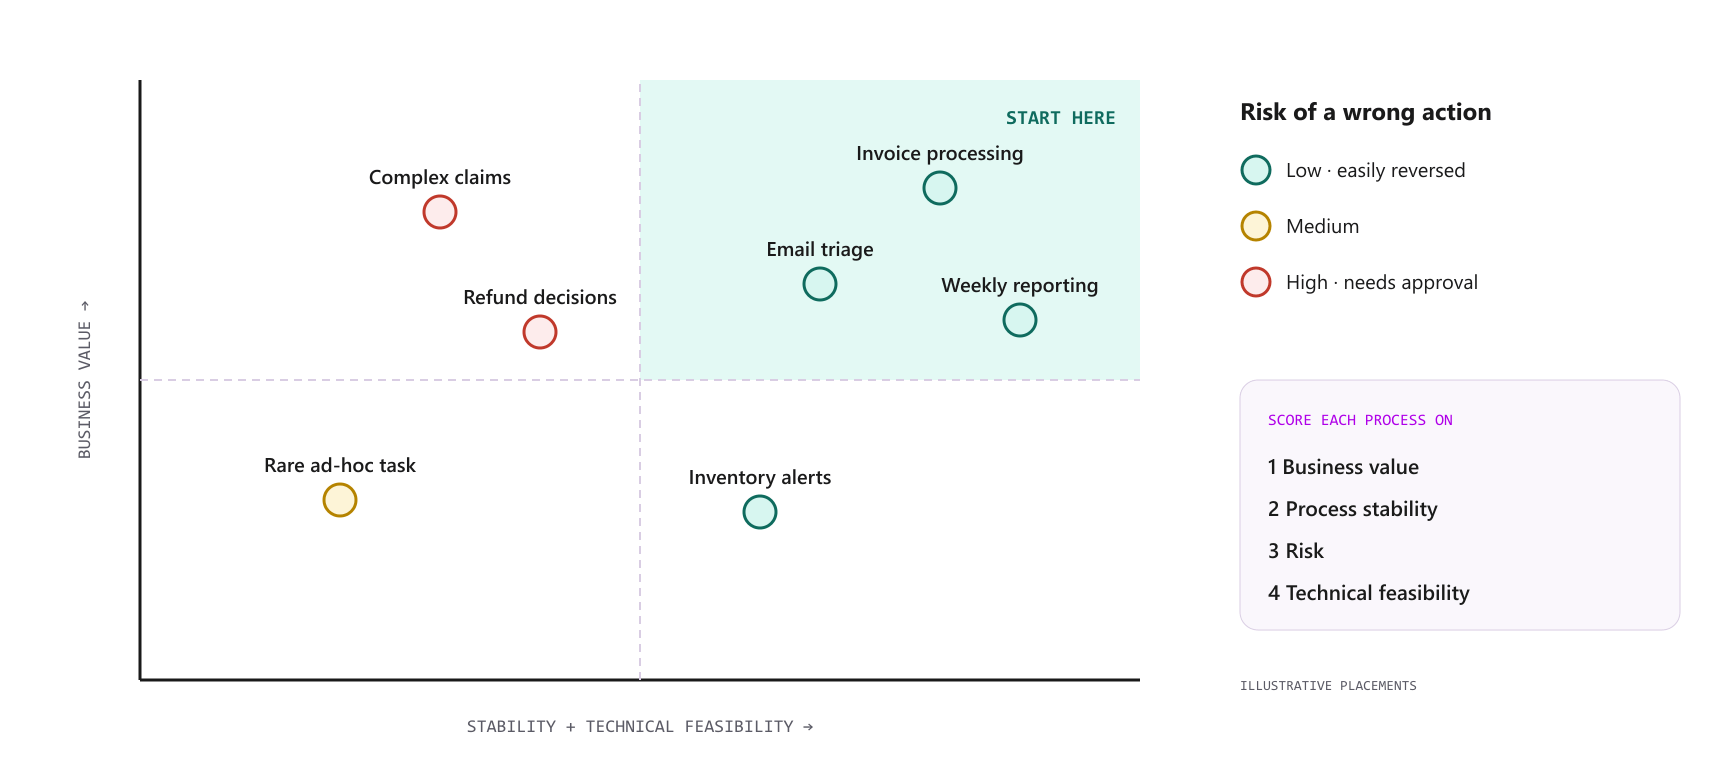 START HERE
Invoice processing
Complex claims
Email triage
Weekly reporting
Refund decisions
Rare ad-hoc task
Inventory alerts
BUSINESS VALUE →
STABILITY + TECHNICAL FEASIBILITY →
Risk of a wrong action
Low · easily reversed
Medium
High · needs approval
SCORE EACH PROCESS ON
1 Business value
2 Process stability
3 Risk
4 Technical feasibility
ILLUSTRATIVE PLACEMENTS